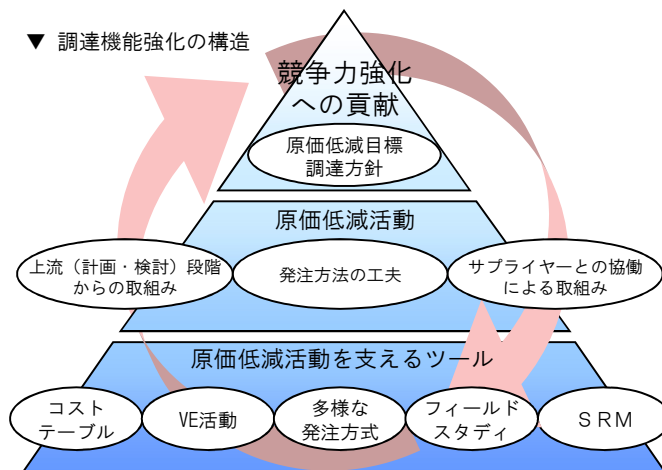 ▼ 調達機能強化の構造
競争力強化
への貢献
原価低減目標
調達方針
原価低減活動
上流（計画・検討）段階
からの取組み
発注方法の工夫
サプライヤーとの協働
による取組み
原価低減活動を支えるツール
コスト
テーブル
VE活動
多様な
発注方式
フィールド
スタディ
ＳＲＭ